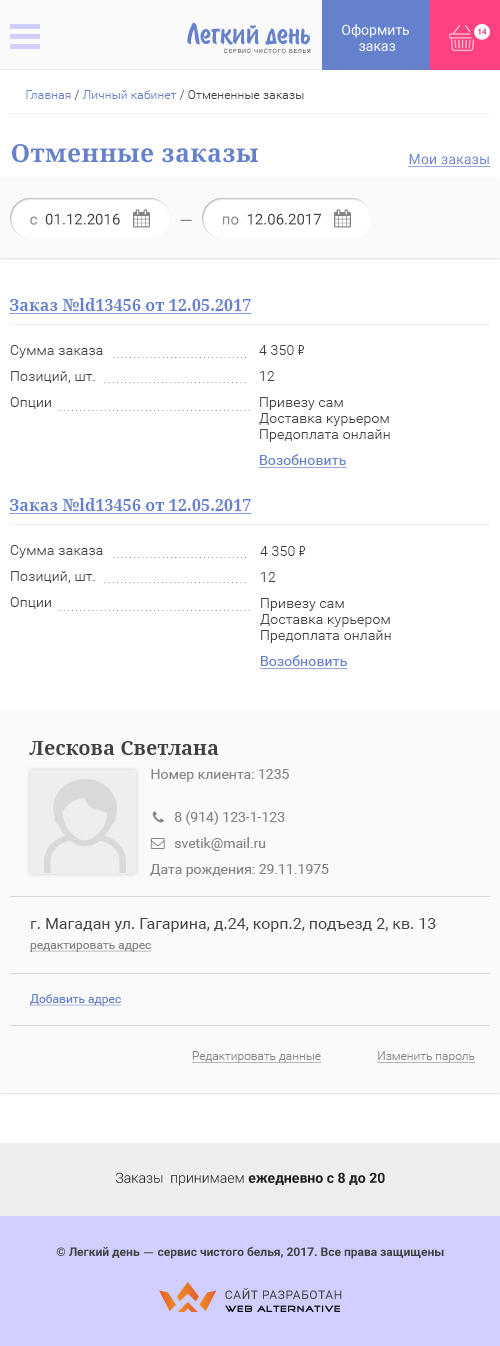 Легкий день
СЕРВИС ЧИСТОГО БЕЛЬЯ
Оформить
заказ
14
Главная / Личный кабинет / Отмененные заказы
Отменные заказы
Мои заказы
с 01.12.2016 — по 12.06.2017
Заказ №ld13456 от 12.05.2017
Сумма заказа 4 350 ₽
Позиций, шт. 12
Опции Привезу сам
Доставка курьером
Предоплата онлайн
Возобновить
Заказ №ld13456 от 12.05.2017
Сумма заказа 4 350 ₽
Позиций, шт. 12
Опции Привезу сам
Доставка курьером
Предоплата онлайн
Возобновить
Лескова Светлана
Номер клиента: 1235
8 (914) 123-1-123
svetik@mail.ru
Дата рождения: 29.11.1975
г. Магадан ул. Гагарина, д.24, корп.2, подъезд 2, кв. 13
редактировать адрес
Добавить адрес
Редактировать данные Изменить пароль
Заказы принимаем ежедневно с 8 до 20
© Легкий день — сервис чистого белья, 2017. Все права защищены
САЙТ РАЗРАБОТАН
WEB ALTERNATIVE